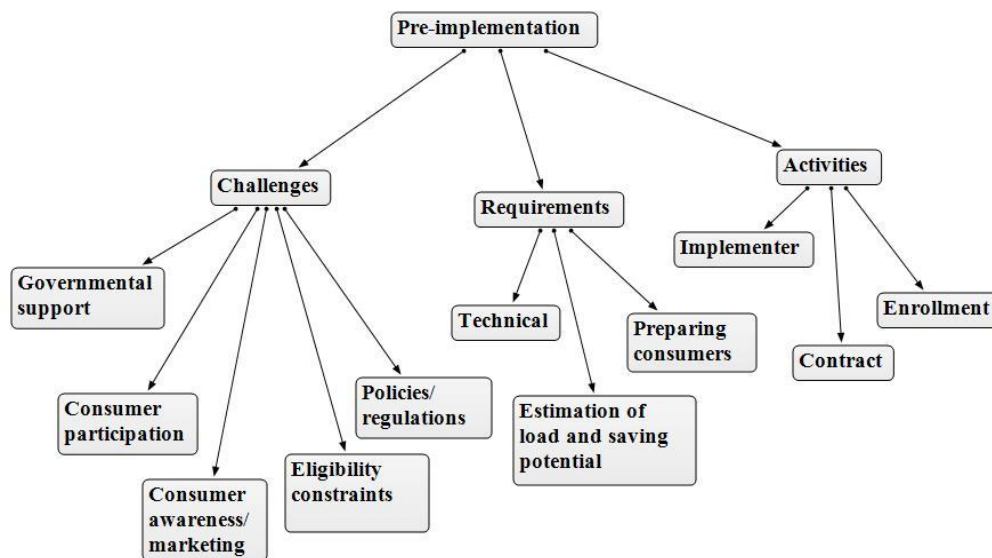 Pre-implementation
Activities
Challenges
Requirements
Implementer
Governmental
support
Enrollment
Technical
Preparing
consumers
Contract
Policies/
regulations
Consumer
participation
Estimation of
load and saving
potential
Eligibility
constraints
Consumer
awareness/
marketing